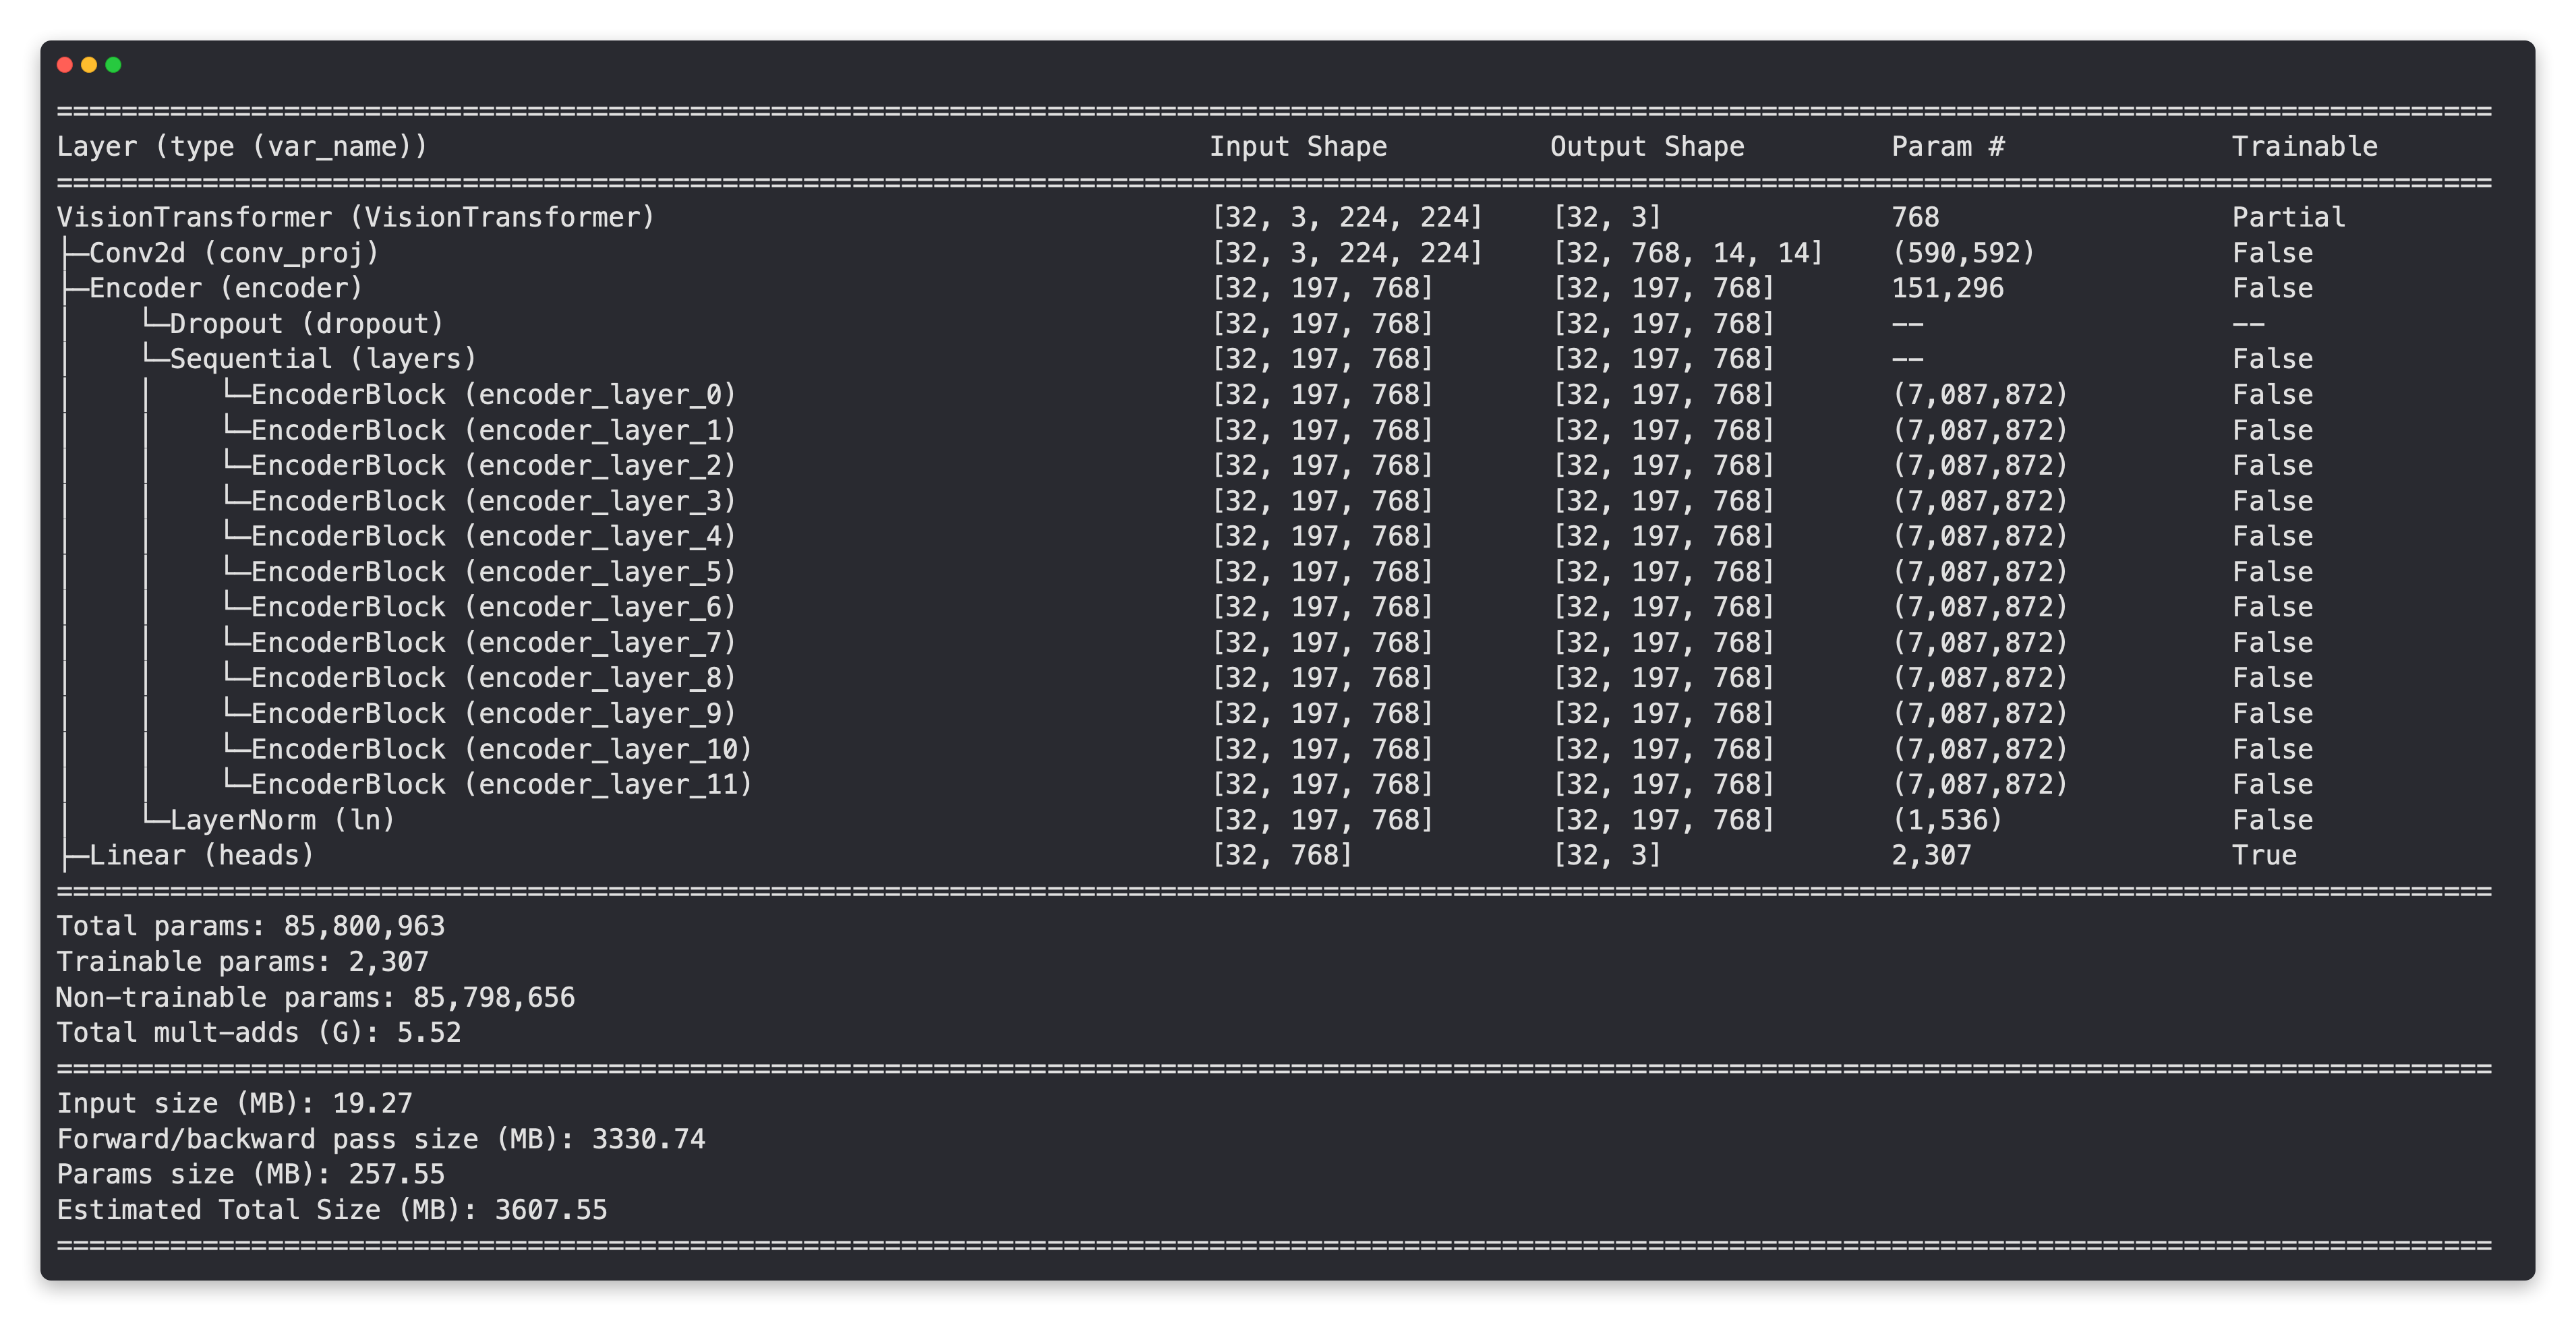 ==========================================================================================
Layer (type (var_name)) Input Shape Output Shape Param # Trainable
==========================================================================================
VisionTransformer (VisionTransformer) [32, 3, 224, 224] [32, 3] 768 Partial
├─Conv2d (conv_proj) [32, 3, 224, 224] [32, 768, 14, 14] (590,592) False
├─Encoder (encoder) [32, 197, 768] [32, 197, 768] 151,296 False
│    └─Dropout (dropout) [32, 197, 768] [32, 197, 768] -- --
│    └─Sequential (layers) [32, 197, 768] [32, 197, 768] -- False
│    │    └─EncoderBlock (encoder_layer_0) [32, 197, 768] [32, 197, 768] (7,087,872) False
│    │    └─EncoderBlock (encoder_layer_1) [32, 197, 768] [32, 197, 768] (7,087,872) False
│    │    └─EncoderBlock (encoder_layer_2) [32, 197, 768] [32, 197, 768] (7,087,872) False
│    │    └─EncoderBlock (encoder_layer_3) [32, 197, 768] [32, 197, 768] (7,087,872) False
│    │    └─EncoderBlock (encoder_layer_4) [32, 197, 768] [32, 197, 768] (7,087,872) False
│    │    └─EncoderBlock (encoder_layer_5) [32, 197, 768] [32, 197, 768] (7,087,872) False
│    │    └─EncoderBlock (encoder_layer_6) [32, 197, 768] [32, 197, 768] (7,087,872) False
│    │    └─EncoderBlock (encoder_layer_7) [32, 197, 768] [32, 197, 768] (7,087,872) False
│    │    └─EncoderBlock (encoder_layer_8) [32, 197, 768] [32, 197, 768] (7,087,872) False
│    │    └─EncoderBlock (encoder_layer_9) [32, 197, 768] [32, 197, 768] (7,087,872) False
│    │    └─EncoderBlock (encoder_layer_10) [32, 197, 768] [32, 197, 768] (7,087,872) False
│    │    └─EncoderBlock (encoder_layer_11) [32, 197, 768] [32, 197, 768] (7,087,872) False
│    └─LayerNorm (ln) [32, 197, 768] [32, 197, 768] (1,536) False
├─Linear (heads) [32, 768] [32, 3] 2,307 True
==========================================================================================
Total params: 85,800,963
Trainable params: 2,307
Non-trainable params: 85,798,656
Total mult-adds (G): 5.52
==========================================================================================
Input size (MB): 19.27
Forward/backward pass size (MB): 3330.74
Params size (MB): 257.55
Estimated Total Size (MB): 3607.55
==========================================================================================